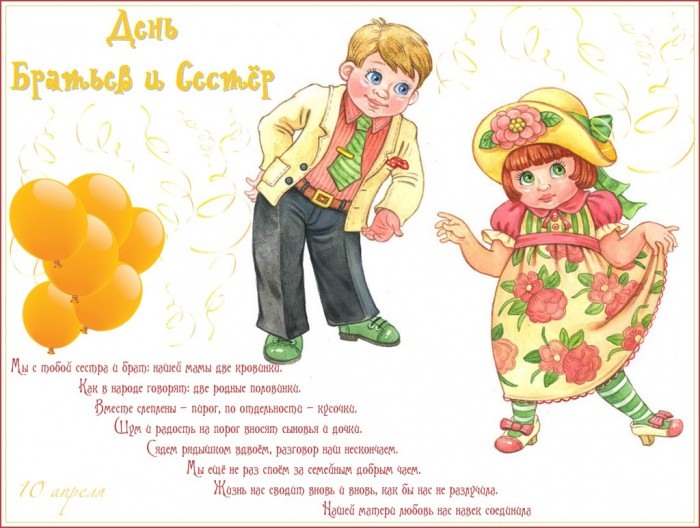 День
Братьев и Сестёр
Мы с тобой сестра и брат: нашей мамы две кровинки.
Как в народе говорят: две родные половинки.
Вместе слеплены – пирог, по отдельности – кусочки.
Шум и радость на порог вносят сыновья и дочки.
Сядем рядышком вдвоём, разговор наш нескончаем.
Мы ещё не раз споём за семейным добрым чаем.
Жизнь нас сводит вновь и вновь, как бы нас не разлучила.
Нашей матери любовь нас навек соединила
10 апреля